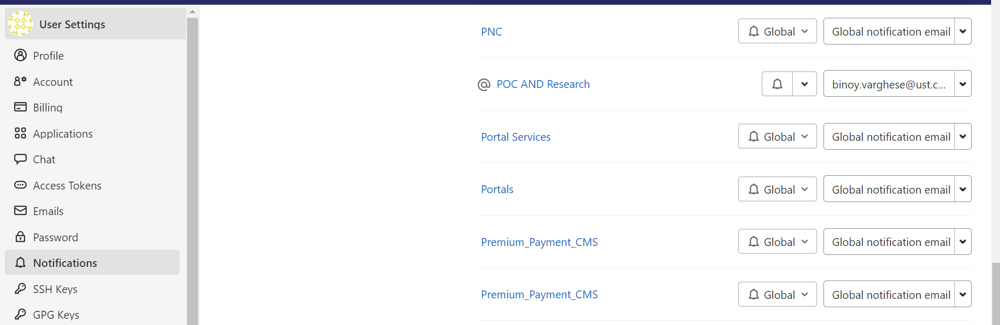 User Settings
Profile
Account
Billing
Applications
Chat
Access Tokens
Emails
Password
Notifications
SSH Keys
GPG Keys
PNC Global Global notification email
@ POC AND Research binoy.varghese@ust.c...
Portal Services Global Global notification email
Portals Global Global notification email
Premium_Payment_CMS Global Global notification email
Premium_Payment_CMS Global Global notification email